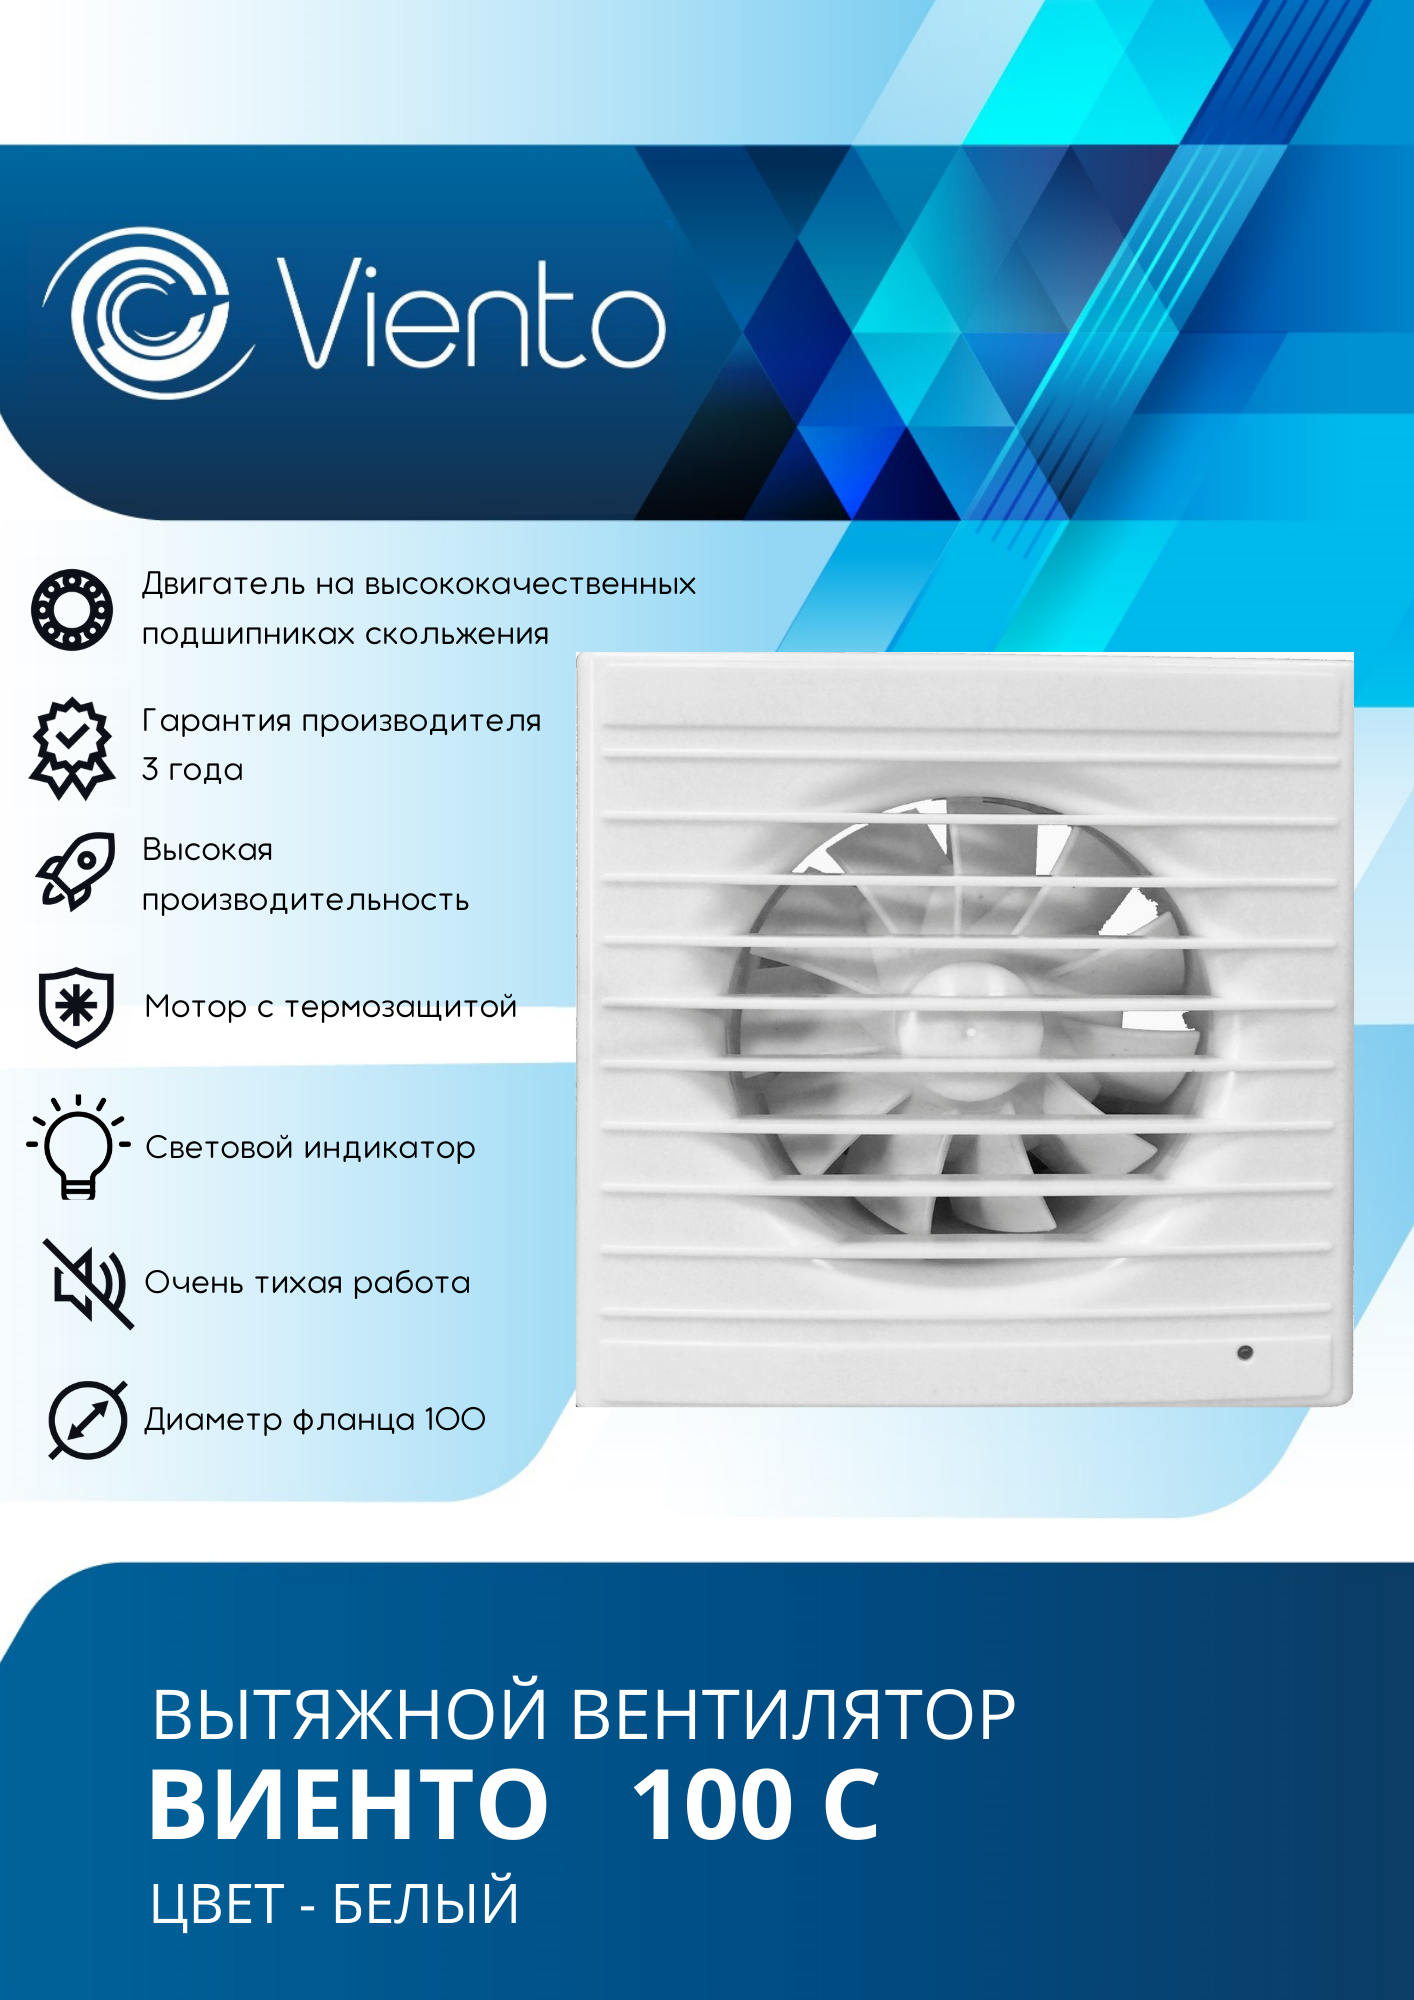 Viento
Двигатель на высококачественных
подшипниках скольжения
Гарантия производителя
3 года
Высокая
производительность
Мотор с термозащитой
Световой индикатор
Очень тихая работа
Диаметр фланца 100
ВЫТЯЖНОЙ ВЕНТИЛЯТОР
ВИЕНТО 100 С
ЦВЕТ - БЕЛЫЙ